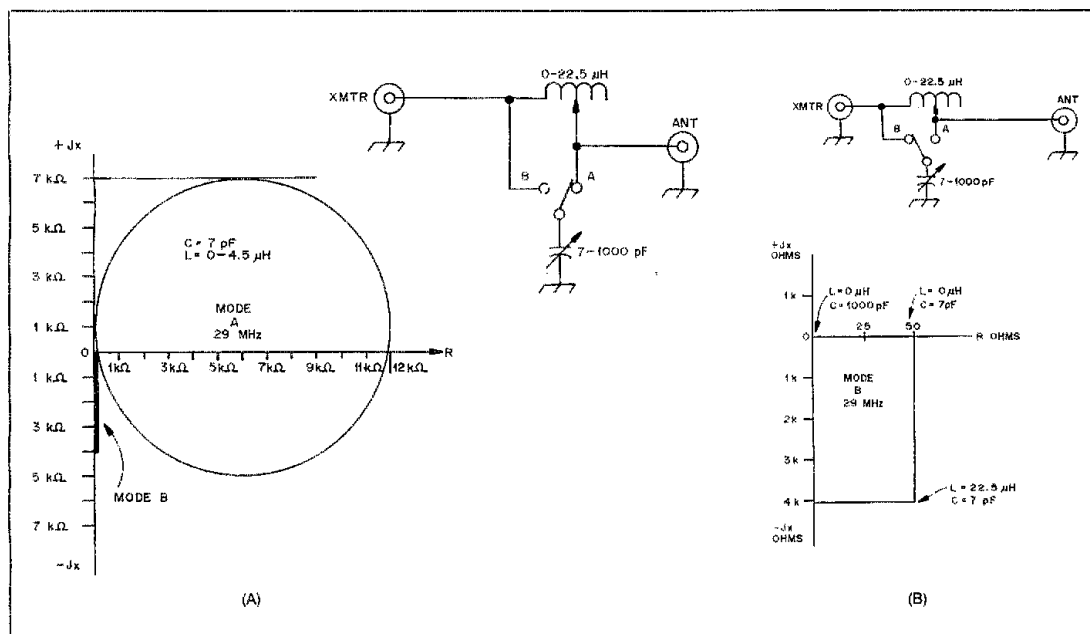 0-22.5 µH
XMTR
ANT
B
A
7-1000 pF
+Jx
7 kΩ
5 kΩ
3 kΩ
1 kΩ
0
1 kΩ
3 kΩ
5 kΩ
7 kΩ
-Jx
C= 7 pF
L= 0-4.5 µH
MODE
A
29 MHz
1kΩ
3kΩ
5kΩ
7kΩ
9kΩ
11kΩ
12kΩ
R
MODE B
(A)
0-22.5 µH
XMTR
ANT
B
A
7-1000 pF
+Jx
OHMS
1k
0
1k
2k
3k
4k
-Jx
OHMS
L=0 µH
C=1000 pF
L=0 µH
C=7pF
25
50
R OHMS
MODE
B
29 MHz
L = 22.5 µH
C = 7 pF
(B)